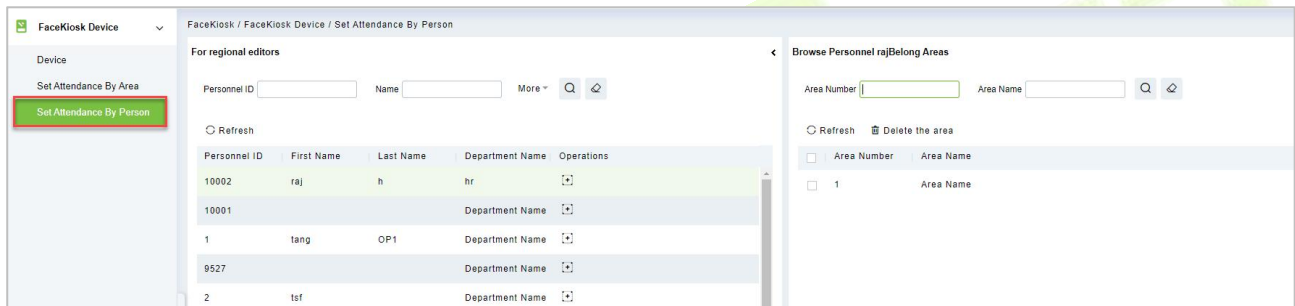 FaceKiosk Device
Device
Set Attendance By Area
Set Attendance By Person
FaceKiosk / FaceKiosk Device / Set Attendance By Person
For regional editors
Personnel ID Name More
Refresh
Personnel ID First Name Last Name Department Name Operations
10002 raj h hr
10001 Department Name
1 tang OP1 Department Name
9527 Department Name
2 tsf Department Name
Browse Personnel rajBelong Areas
Area Number Area Name
Refresh Delete the area
Area Number Area Name
1 Area Name